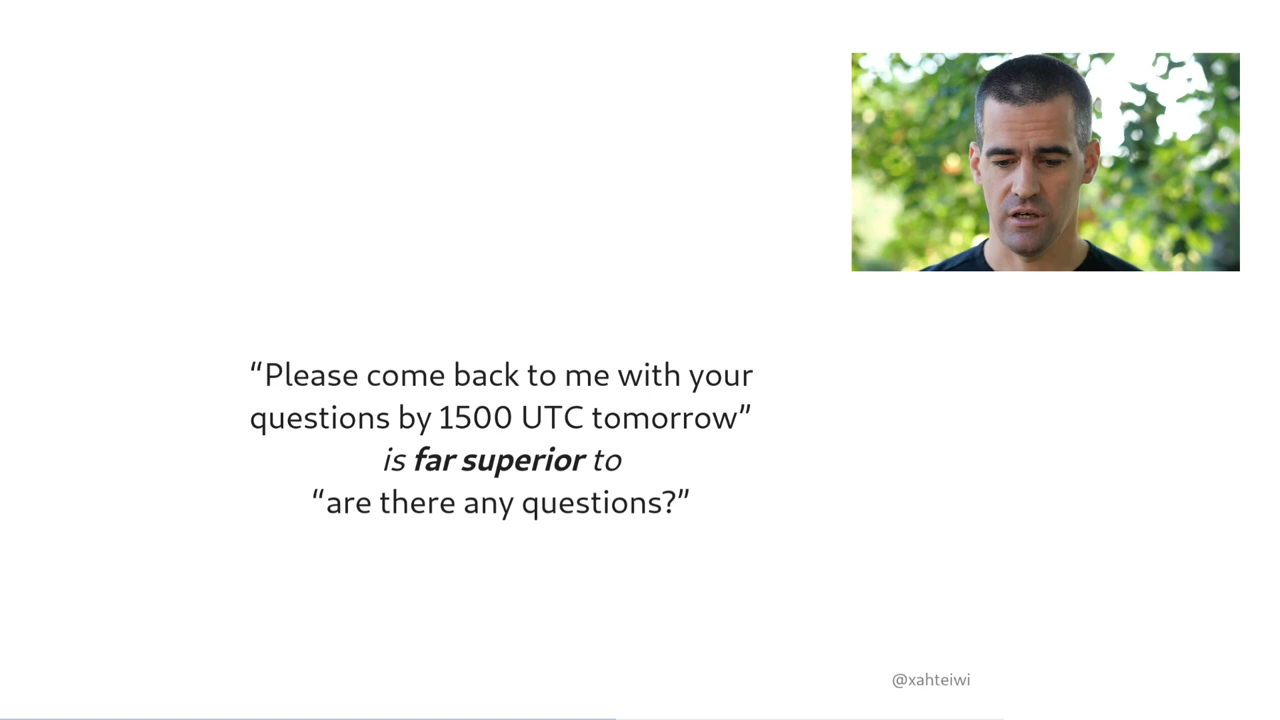 “Please come back to me with your
questions by 1500 UTC tomorrow”
is far superior to
“are there any questions?”
@xahteiwi